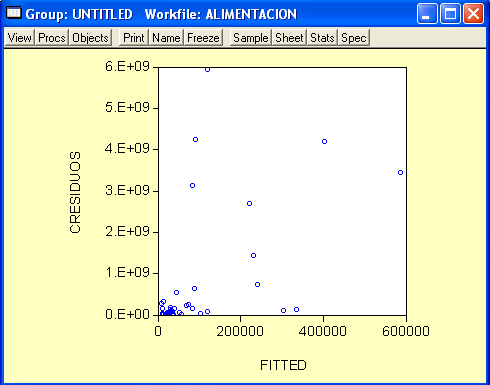 Group: UNTITLED Workfile: ALIMENTACION
View Procs Objects Print Name Freeze Sample Sheet Stats Spec
6.E+09
5.E+09
4.E+09
3.E+09
2.E+09
1.E+09
0.E+00
CRESIDUOS
0 200000 400000 600000
FITTED